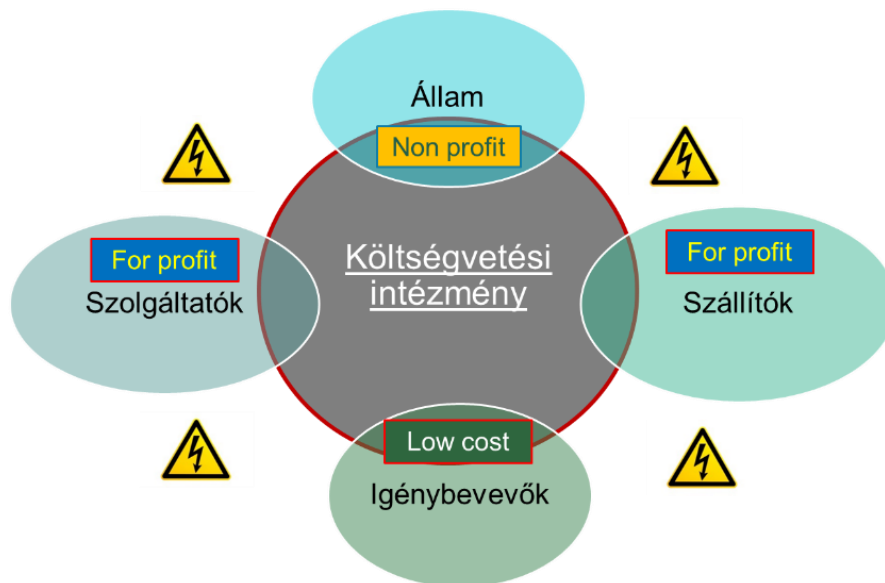 Állam
Non profit
For profit
Szolgáltatók
Költségvetési
intézmény
For profit
Szállítók
Low cost
Igénybevevők